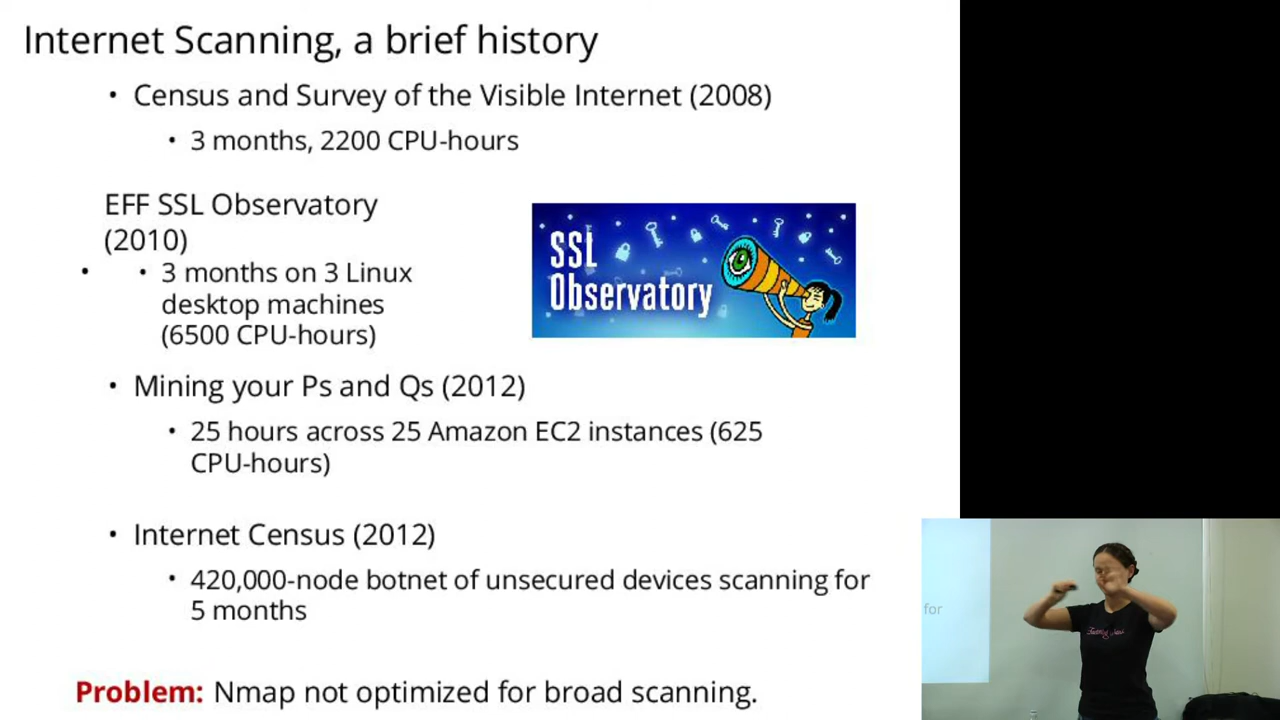 Internet Scanning, a brief history
• Census and Survey of the Visible Internet (2008)
• 3 months, 2200 CPU-hours
EFF SSL Observatory
(2010)
• • 3 months on 3 Linux
desktop machines
(6500 CPU-hours)
SSL
Observatory
• Mining your Ps and Qs (2012)
• 25 hours across 25 Amazon EC2 instances (625
CPU-hours)
• Internet Census (2012)
• 420,000-node botnet of unsecured devices scanning for
5 months
Problem: Nmap not optimized for broad scanning.
for